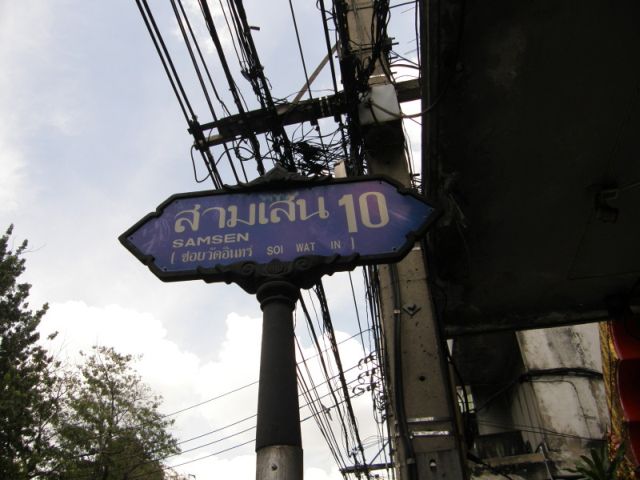 สามเสน 10
SAMSEN
( ซอยวัดอินทร์ SOI WAT IN )